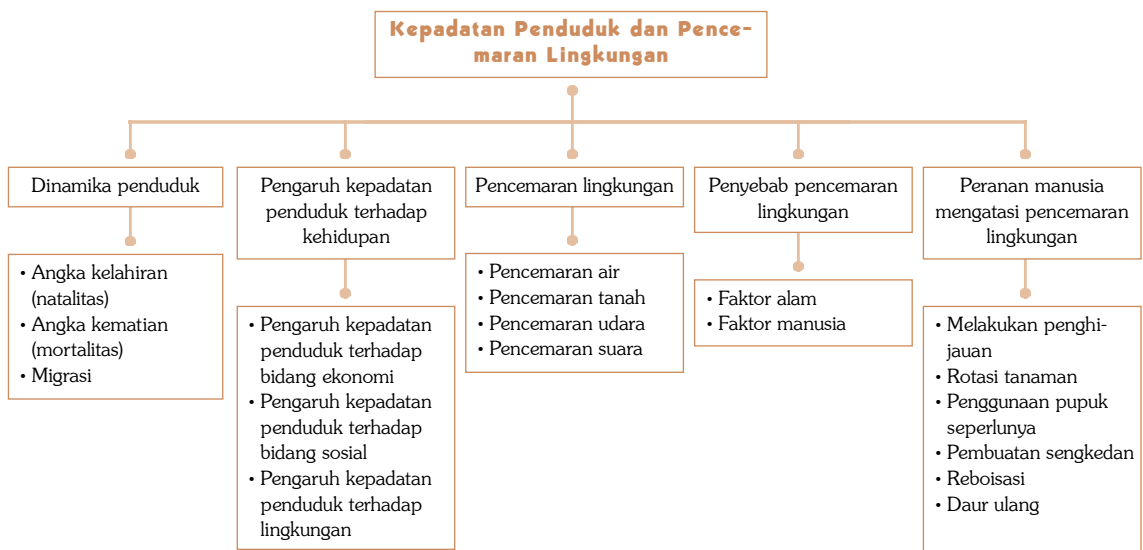 Kepadatan Penduduk dan Pence-
maran Lingkungan
Dinamika penduduk
• Angka kelahiran
(natalitas)
• Angka kematian
(mortalitas)
• Migrasi
Pengaruh kepadatan
penduduk terhadap
kehidupan
• Pengaruh kepadatan
penduduk terhadap
bidang ekonomi
• Pengaruh kepadatan
penduduk terhadap
bidang sosial
• Pengaruh kepadatan
penduduk terhadap
lingkungan
Pencemaran lingkungan
• Pencemaran air
• Pencemaran tanah
• Pencemaran udara
• Pencemaran suara
Penyebab pencemaran
lingkungan
• Faktor alam
• Faktor manusia
Peranan manusia
mengatasi pencemaran
lingkungan
• Melakukan penghi-
jauan
• Rotasi tanaman
• Penggunaan pupuk
seperlunya
• Pembuatan sengkedan
• Reboisasi
• Daur ulang